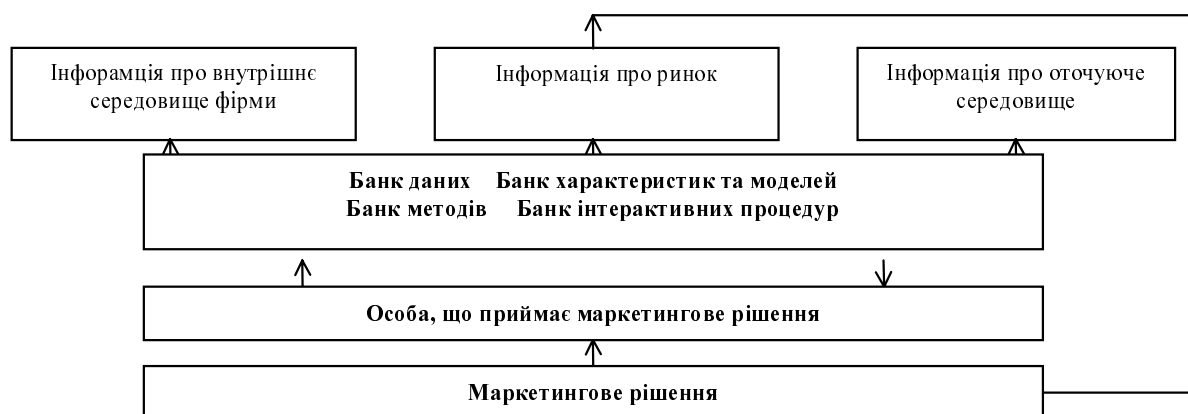 Інфорамція про внутрішнє
середовище фірми
Інформація про ринок
Інформація про оточуюче
середовище
Банк даних Банк характеристик та моделей
Банк методів Банк інтерактивних процедур
Особа, що приймає маркетингове рішення
Маркетингове рішення